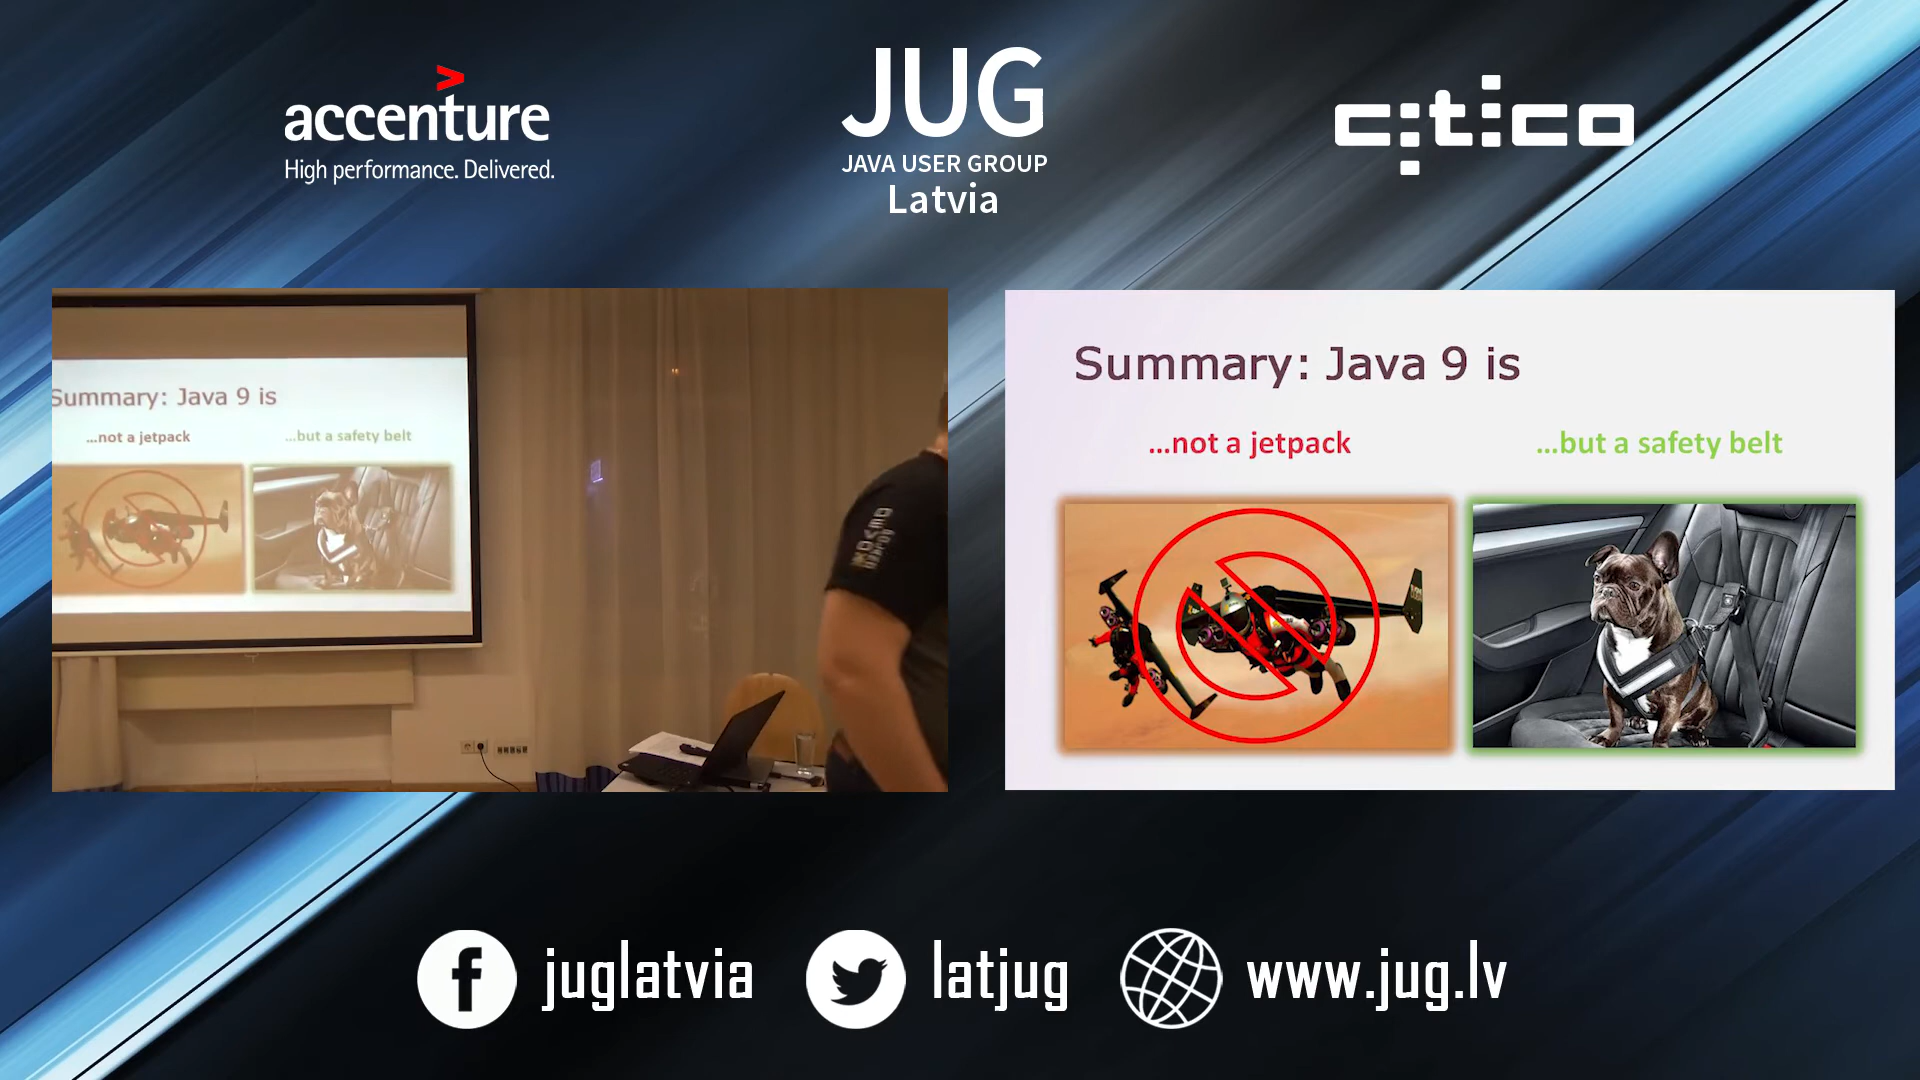 accenture
High performance. Delivered.
JUG
JAVA USER GROUP
Latvia
citico
Summary: Java 9 is
...not a jetpack
...but a safety belt
Summary: Java 9 is
...not a jetpack
...but a safety belt
juglatvia
latjug
www.jug.lv